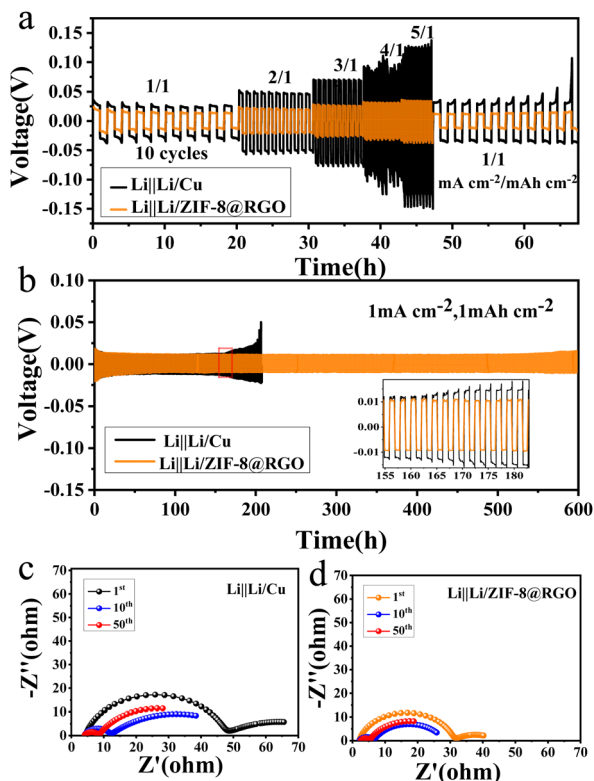 a
0.15
0.10
0.05
0.00
-0.05
-0.10
-0.15
Voltage(V)
1/1
2/1
3/1
4/1
5/1
10 cycles
1/1
mA cm-2/mAh cm-2
Li||Li/Cu
Li||Li/ZIF-8@RGO
0 10 20 30 40 50 60
Time(h)
b
0.10
0.05
0.00
-0.05
-0.10
-0.15
Voltage(V)
1mA cm-2,1mAh cm-2
0.01
0.00
-0.01
155 160 165 170 175 180
Li||Li/Cu
Li||Li/ZIF-8@RGO
0 100 200 300 400 500 600
Time(h)
c
70
60
50
40
30
20
10
0
-Z''(ohm)
1st
10th
50th
Li||Li/Cu
0 10 20 30 40 50 60 70
Z'(ohm)
d
70
60
50
40
30
20
10
0
-Z''(ohm)
1st
10th
50th
Li||Li/ZIF-8@RGO
0 10 20 30 40 50 60 70
Z'(ohm)